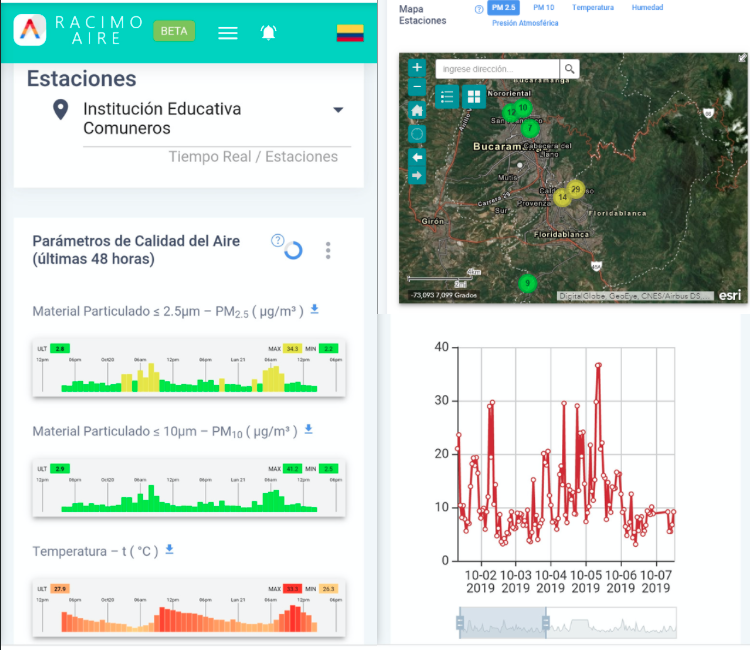 RACIMO
AIRE
BETA
Estaciones
Institución Educativa
Comuneros
Tiempo Real / Estaciones
Parámetros de Calidad del Aire
(últimas 48 horas)
Material Particulado ≤ 2.5μm – PM2.5 ( μg/m³ )
ULT 2.8 MAX 34.3 MIN 2.2
12pm 06pm Oct20 06am 12pm 06pm Lun 21 06am 12pm 06pm
Material Particulado ≤ 10μm – PM10 ( μg/m³ )
ULT 2.9 MAX 41.2 MIN 2.5
12pm 06pm Oct20 06am 12pm 06pm Lun 21 06am 12pm 06pm
Temperatura – t ( °C )
ULT 27.9 MAX 33.9 MIN 26.3
12pm 06pm Oct20 06am 12pm 06pm Lun 21 06am 12pm 06pm
Mapa
Estaciones
PM 2.5 PM 10 Temperatura Humedad
Presión Atmosférica
ingrese dirección...
Bucaramanga
Nororiental
12 10
San Francisco
7
Bucaram
Cabecera del
Llano
Mutis
Carrera
29
14
Provenza
Sur
Floridablanca
Girón
Floridablanca
45A
9
4km
2mi
-73,093 7,099 Grados
DigitalGlobe, GeoEye, CNES/Airbus DS...
esri
40
30
20
10
0
10-02 10-03 10-04 10-05 10-06 10-07
2019 2019 2019 2019 2019 2019